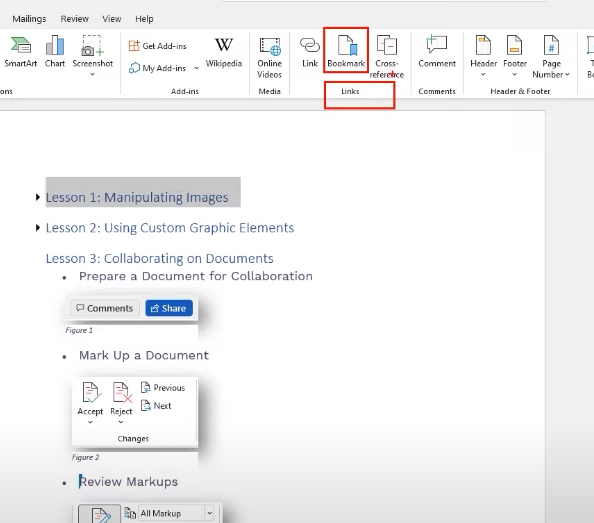 Mailings Review View Help
SmartArt Chart Screenshot Get Add-ins My Add-ins Wikipedia Online Videos Link Bookmark Cross-reference Comment Header Footer Page Number
ons Add-ins Media Links Comments Header & Footer
Lesson 1: Manipulating Images
Lesson 2: Using Custom Graphic Elements
Lesson 3: Collaborating on Documents
• Prepare a Document for Collaboration
Comments Share
Figure 1
• Mark Up a Document
Accept Reject Previous
Next
Changes
Figure 2
• Review Markups
All Markup